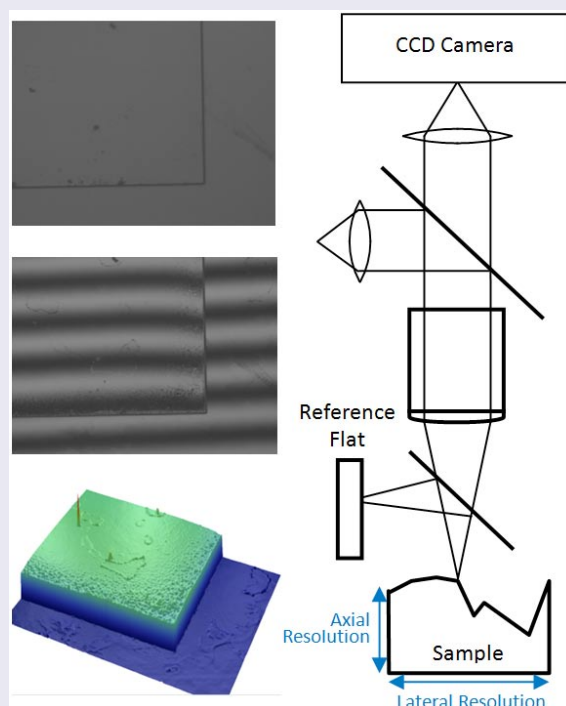 CCD Camera
Reference
Flat
Axial
Resolution
Sample
Lateral Resolution